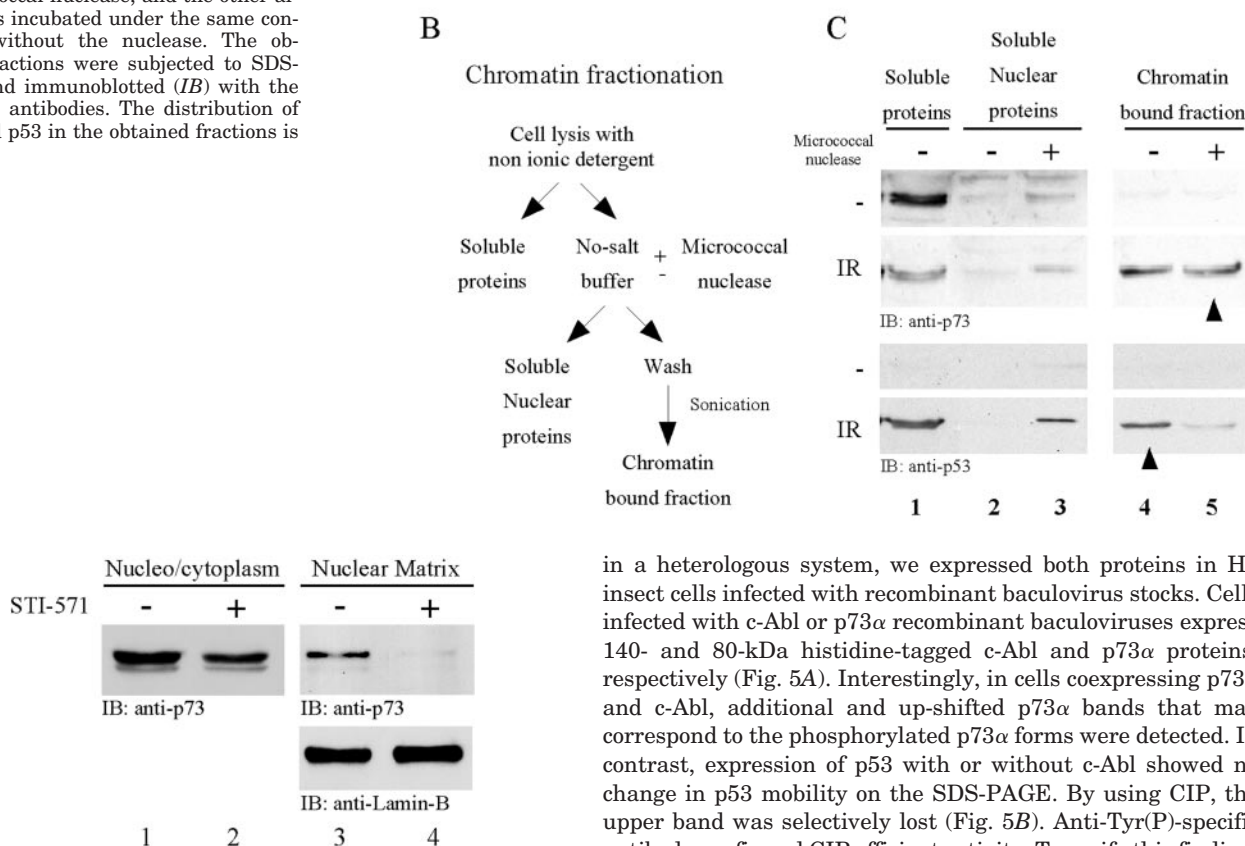 occal nuclease, and the other al-
s incubated under the same con-
without the nuclease. The ob-
actions were subjected to SDS-
nd immunoblotted (IB) with the
antibodies. The distribution of
p53 in the obtained fractions is
B
Chromatin fractionation
Cell lysis with
non ionic detergent
Soluble
proteins
No-salt
buffer
+
-
Micrococcal
nuclease
Soluble
Nuclear
proteins
Wash
Sonication
Chromatin
bound fraction
C
Soluble
proteins
Soluble
Nuclear
proteins
Chromatin
bound fraction
Micrococcal
nuclease
- - + - +
-
IR
IB: anti-p73
-
IR
IB: anti-p53
1 2 3 4 5
Nucleo/cytoplasm Nuclear Matrix
STI-571 - + - +
IB: anti-p73 IB: anti-p73
IB: anti-Lamin-B
1 2 3 4
in a heterologous system, we expressed both proteins in H
insect cells infected with recombinant baculovirus stocks. Cell
infected with c-Abl or p73α recombinant baculoviruses expres
140- and 80-kDa histidine-tagged c-Abl and p73α proteins
respectively (Fig. 5A). Interestingly, in cells coexpressing p73
and c-Abl, additional and up-shifted p73α bands that ma
correspond to the phosphorylated p73α forms were detected. I
contrast, expression of p53 with or without c-Abl showed n
change in p53 mobility on the SDS-PAGE. By using CIP, th
upper band was selectively lost (Fig. 5B). Anti-Tyr(P)-specifi